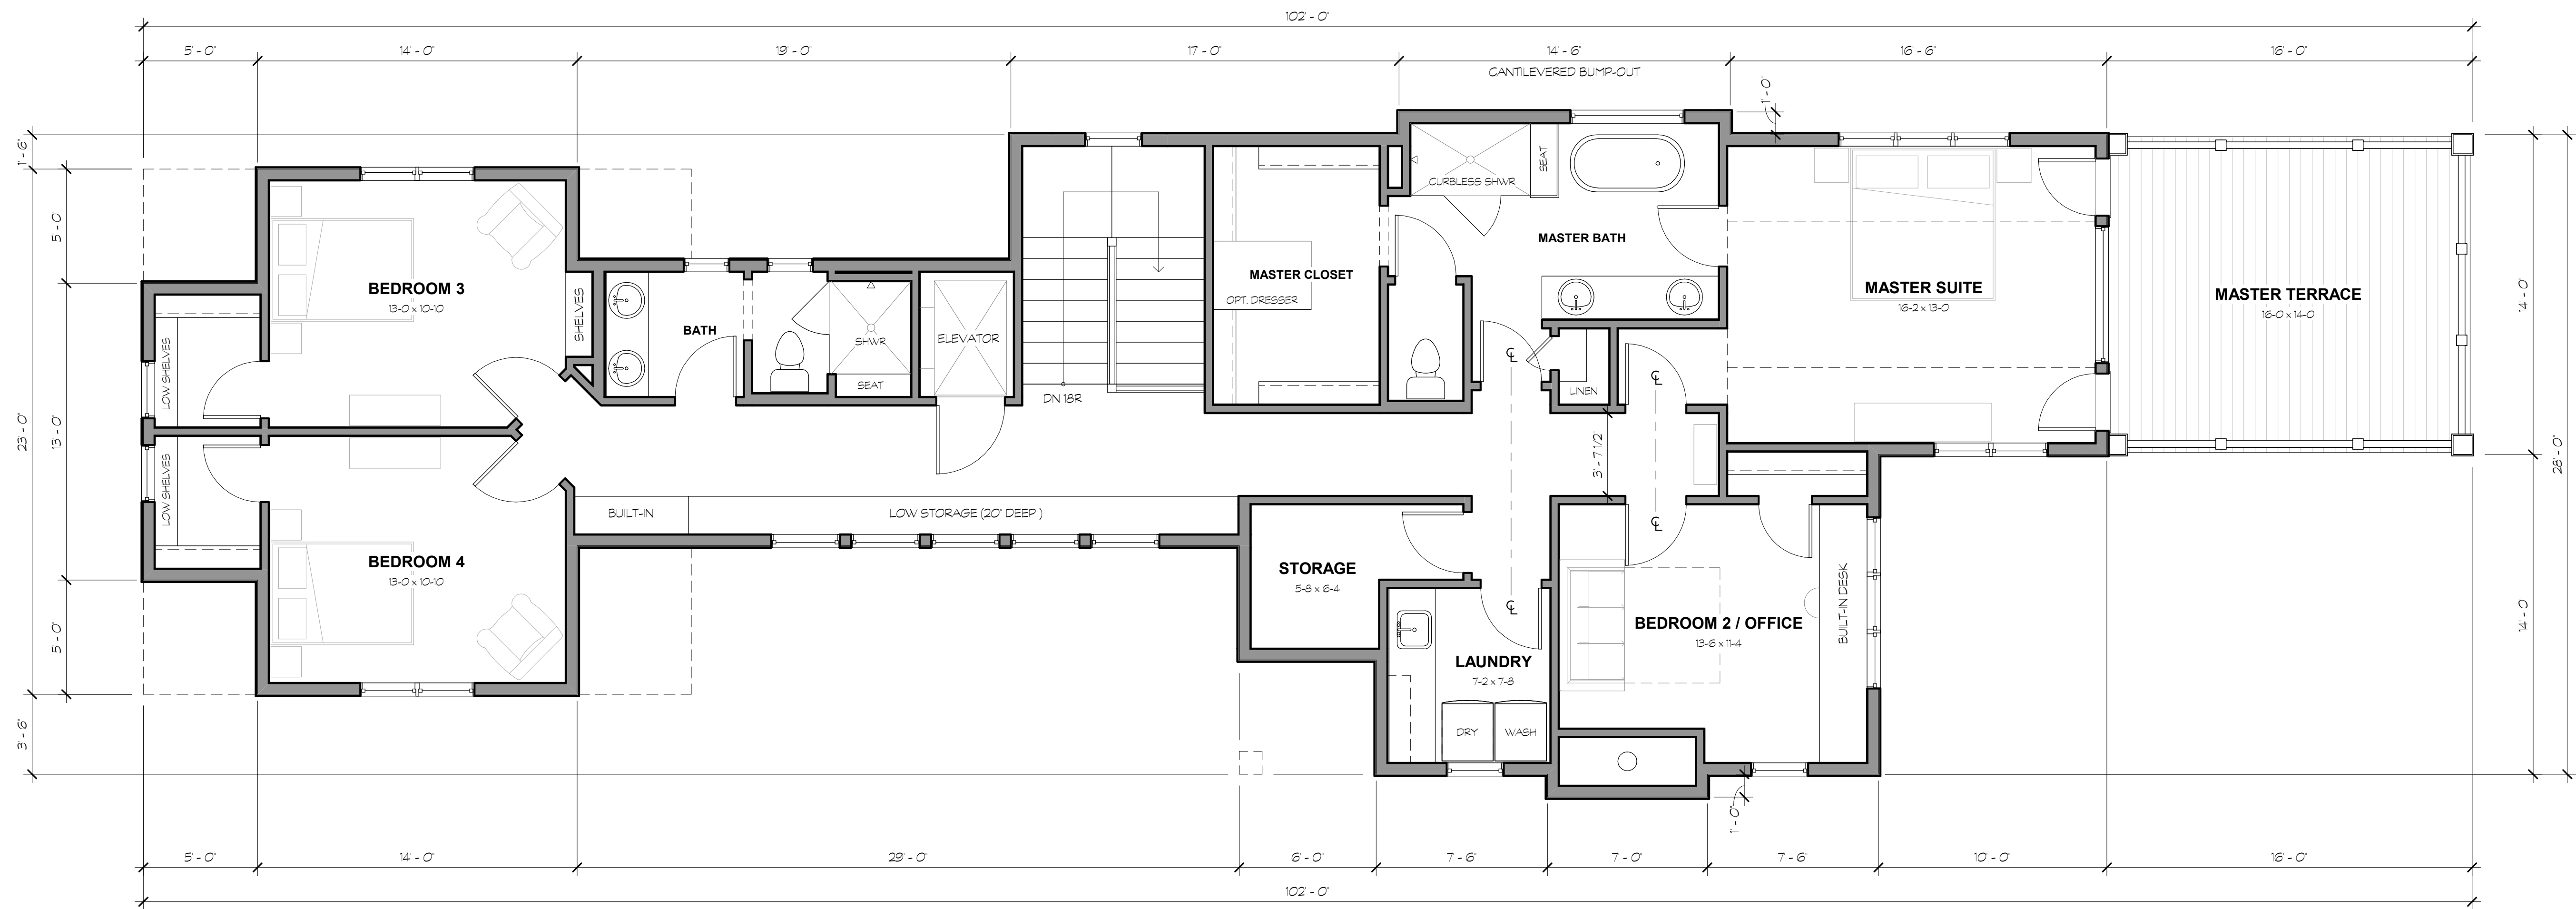 102' - 0"
5' - 0"
14' - 0"
19' - 0"
17 - 0"
14' - 6"
16' - 6"
16' - 0"
CANTILEVERED BUMP-OUT
1' - 0"
1' - 6"
5' - 0"
23' - 0"
13' - 0"
5' - 0"
3' - 6"
BEDROOM 3
13-0 x 10-10
SHELVES
LOW SHELVES
LOW SHELVES
BEDROOM 4
13-0 x 10-10
BATH
SHWR
SEAT
ELEVATOR
DN 18R
MASTER CLOSET
OPT. DRESSER
CURBLESS SHWR
SEAT
MASTER BATH
LINEN
MASTER SUITE
16-2 x 13-0
MASTER TERRACE
16-0 x 14-0
14' - 0"
28' - 0"
14' - 0"
3' - 7 1/2"
CL
CL
CL
CL
BUILT-IN
LOW STORAGE (20" DEEP )
STORAGE
5-8 x 6-4
LAUNDRY
7-2 x 7-8
DRY
WASH
BEDROOM 2 / OFFICE
13-6 x 11-4
BUILT-IN DESK
1' - 0"
5' - 0"
14' - 0"
29' - 0"
6 - 0"
7 - 6"
7 - 0"
7 - 6"
10' - 0"
16' - 0"
102' - 0"